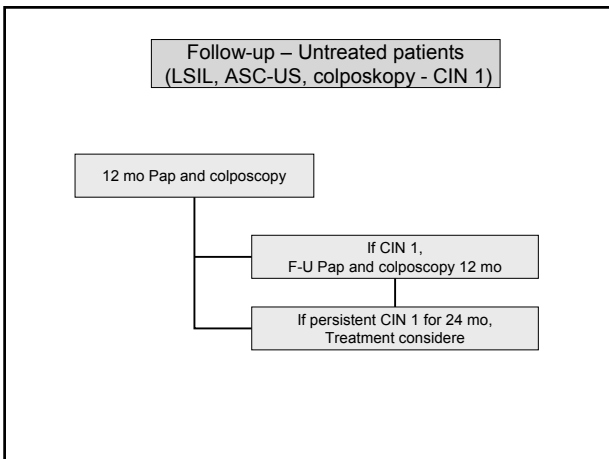 Follow-up – Untreated patients
(LSIL, ASC-US, colposkopy - CIN 1)
12 mo Pap and colposcopy
If CIN 1,
F-U Pap and colposcopy 12 mo
If persistent CIN 1 for 24 mo,
Treatment considere